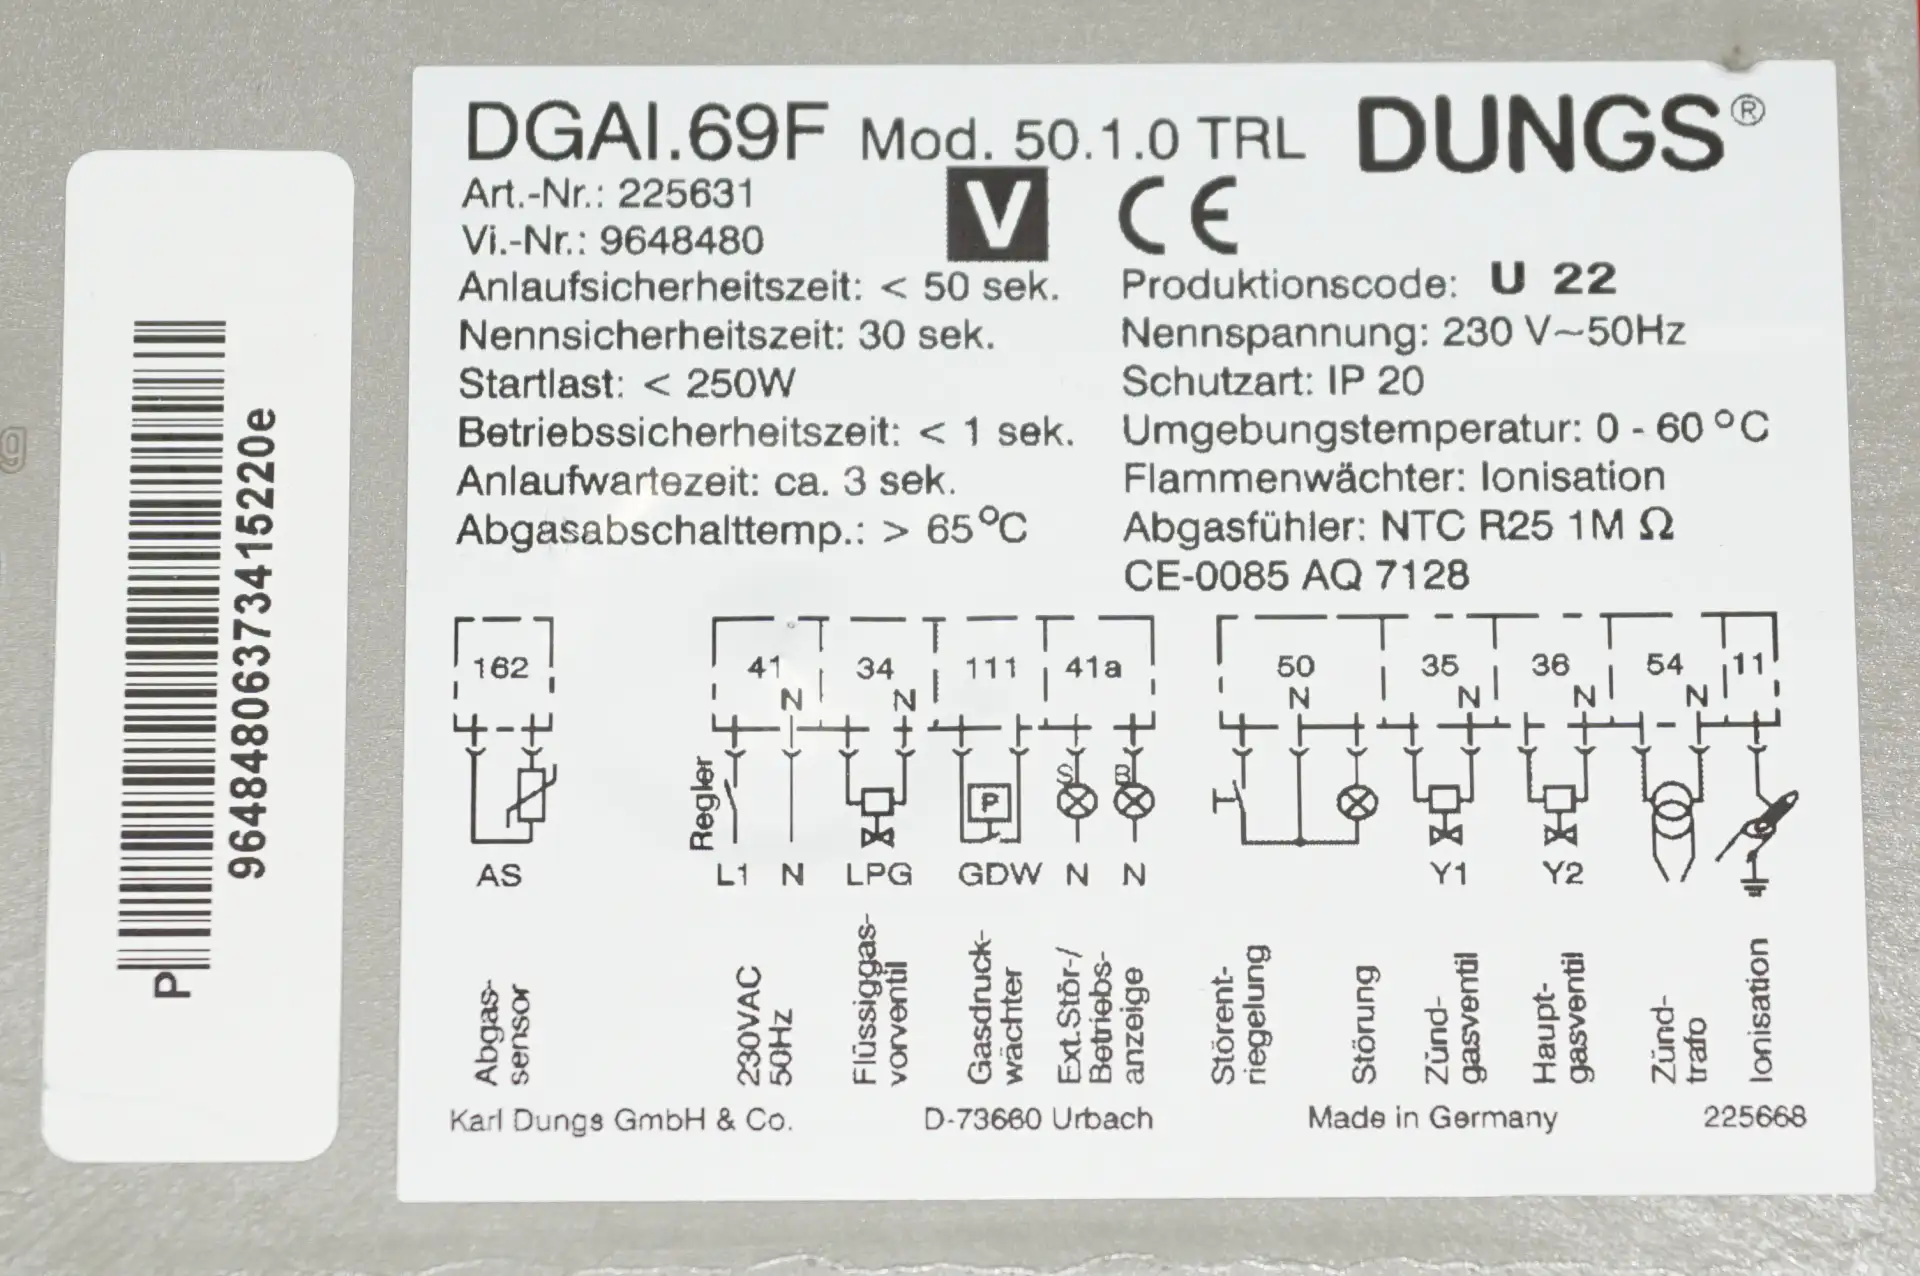 DGAI.69F Mod. 50.1.0 TRL DUNGS®
Art.-Nr.: 225631
Vi.-Nr.: 9648480
V CE
Anlaufsicherheitszeit: < 50 sek.
Nennsicherheitszeit: 30 sek.
Startlast: < 250W
Betriebssicherheitszeit: < 1 sek.
Anlaufwartezeit: ca. 3 sek.
Abgasabschalttemp.: > 65°C
Produktionscode: U 22
Nennspannung: 230 V~50Hz
Schutzart: IP 20
Umgebungstemperatur: 0 - 60 °C
Flammenwächter: Ionisation
Abgasfühler: NTC R25 1M Ω
CE-0085 AQ 7128
162 41 34 111 41a 50 35 36 54 11
N N N N N N
Regler P S B
AS L1 N LPG GDW N N Y1 Y2
Abgas-
sensor
230VAC
50Hz
Flüssiggas-
vorventil
Gasdruck-
wächter
Ext.Stör-/
Betriebs-
anzeige
Störent-
riegelung
Störung
Zünd-
gasventil
Haupt-
gasventil
Zünd-
trafo
Ionisation
Karl Dungs GmbH & Co. D-73660 Urbach Made in Germany 225668
P
96484806373415220e
g